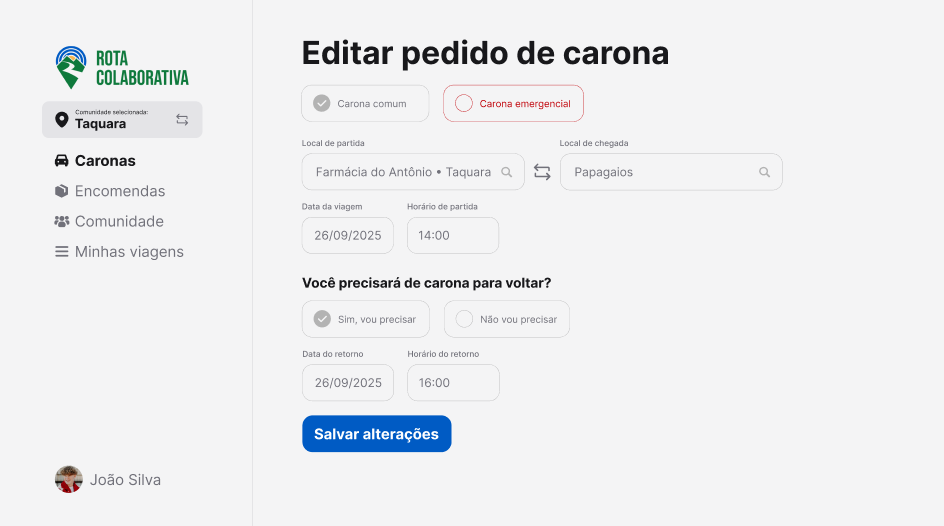 ROTA
COLABORATIVA
Comunidade selecionada:
Taquara
Caronas
Encomendas
Comunidade
Minhas viagens
João Silva
Editar pedido de carona
Carona comum
Carona emergencial
Local de partida
Local de chegada
Farmácia do Antônio • Taquara
Papagaios
Data da viagem
Horário de partida
26/09/2025
14:00
Você precisará de carona para voltar?
Sim, vou precisar
Não vou precisar
Data do retorno
Horário do retorno
26/09/2025
16:00
Salvar alterações